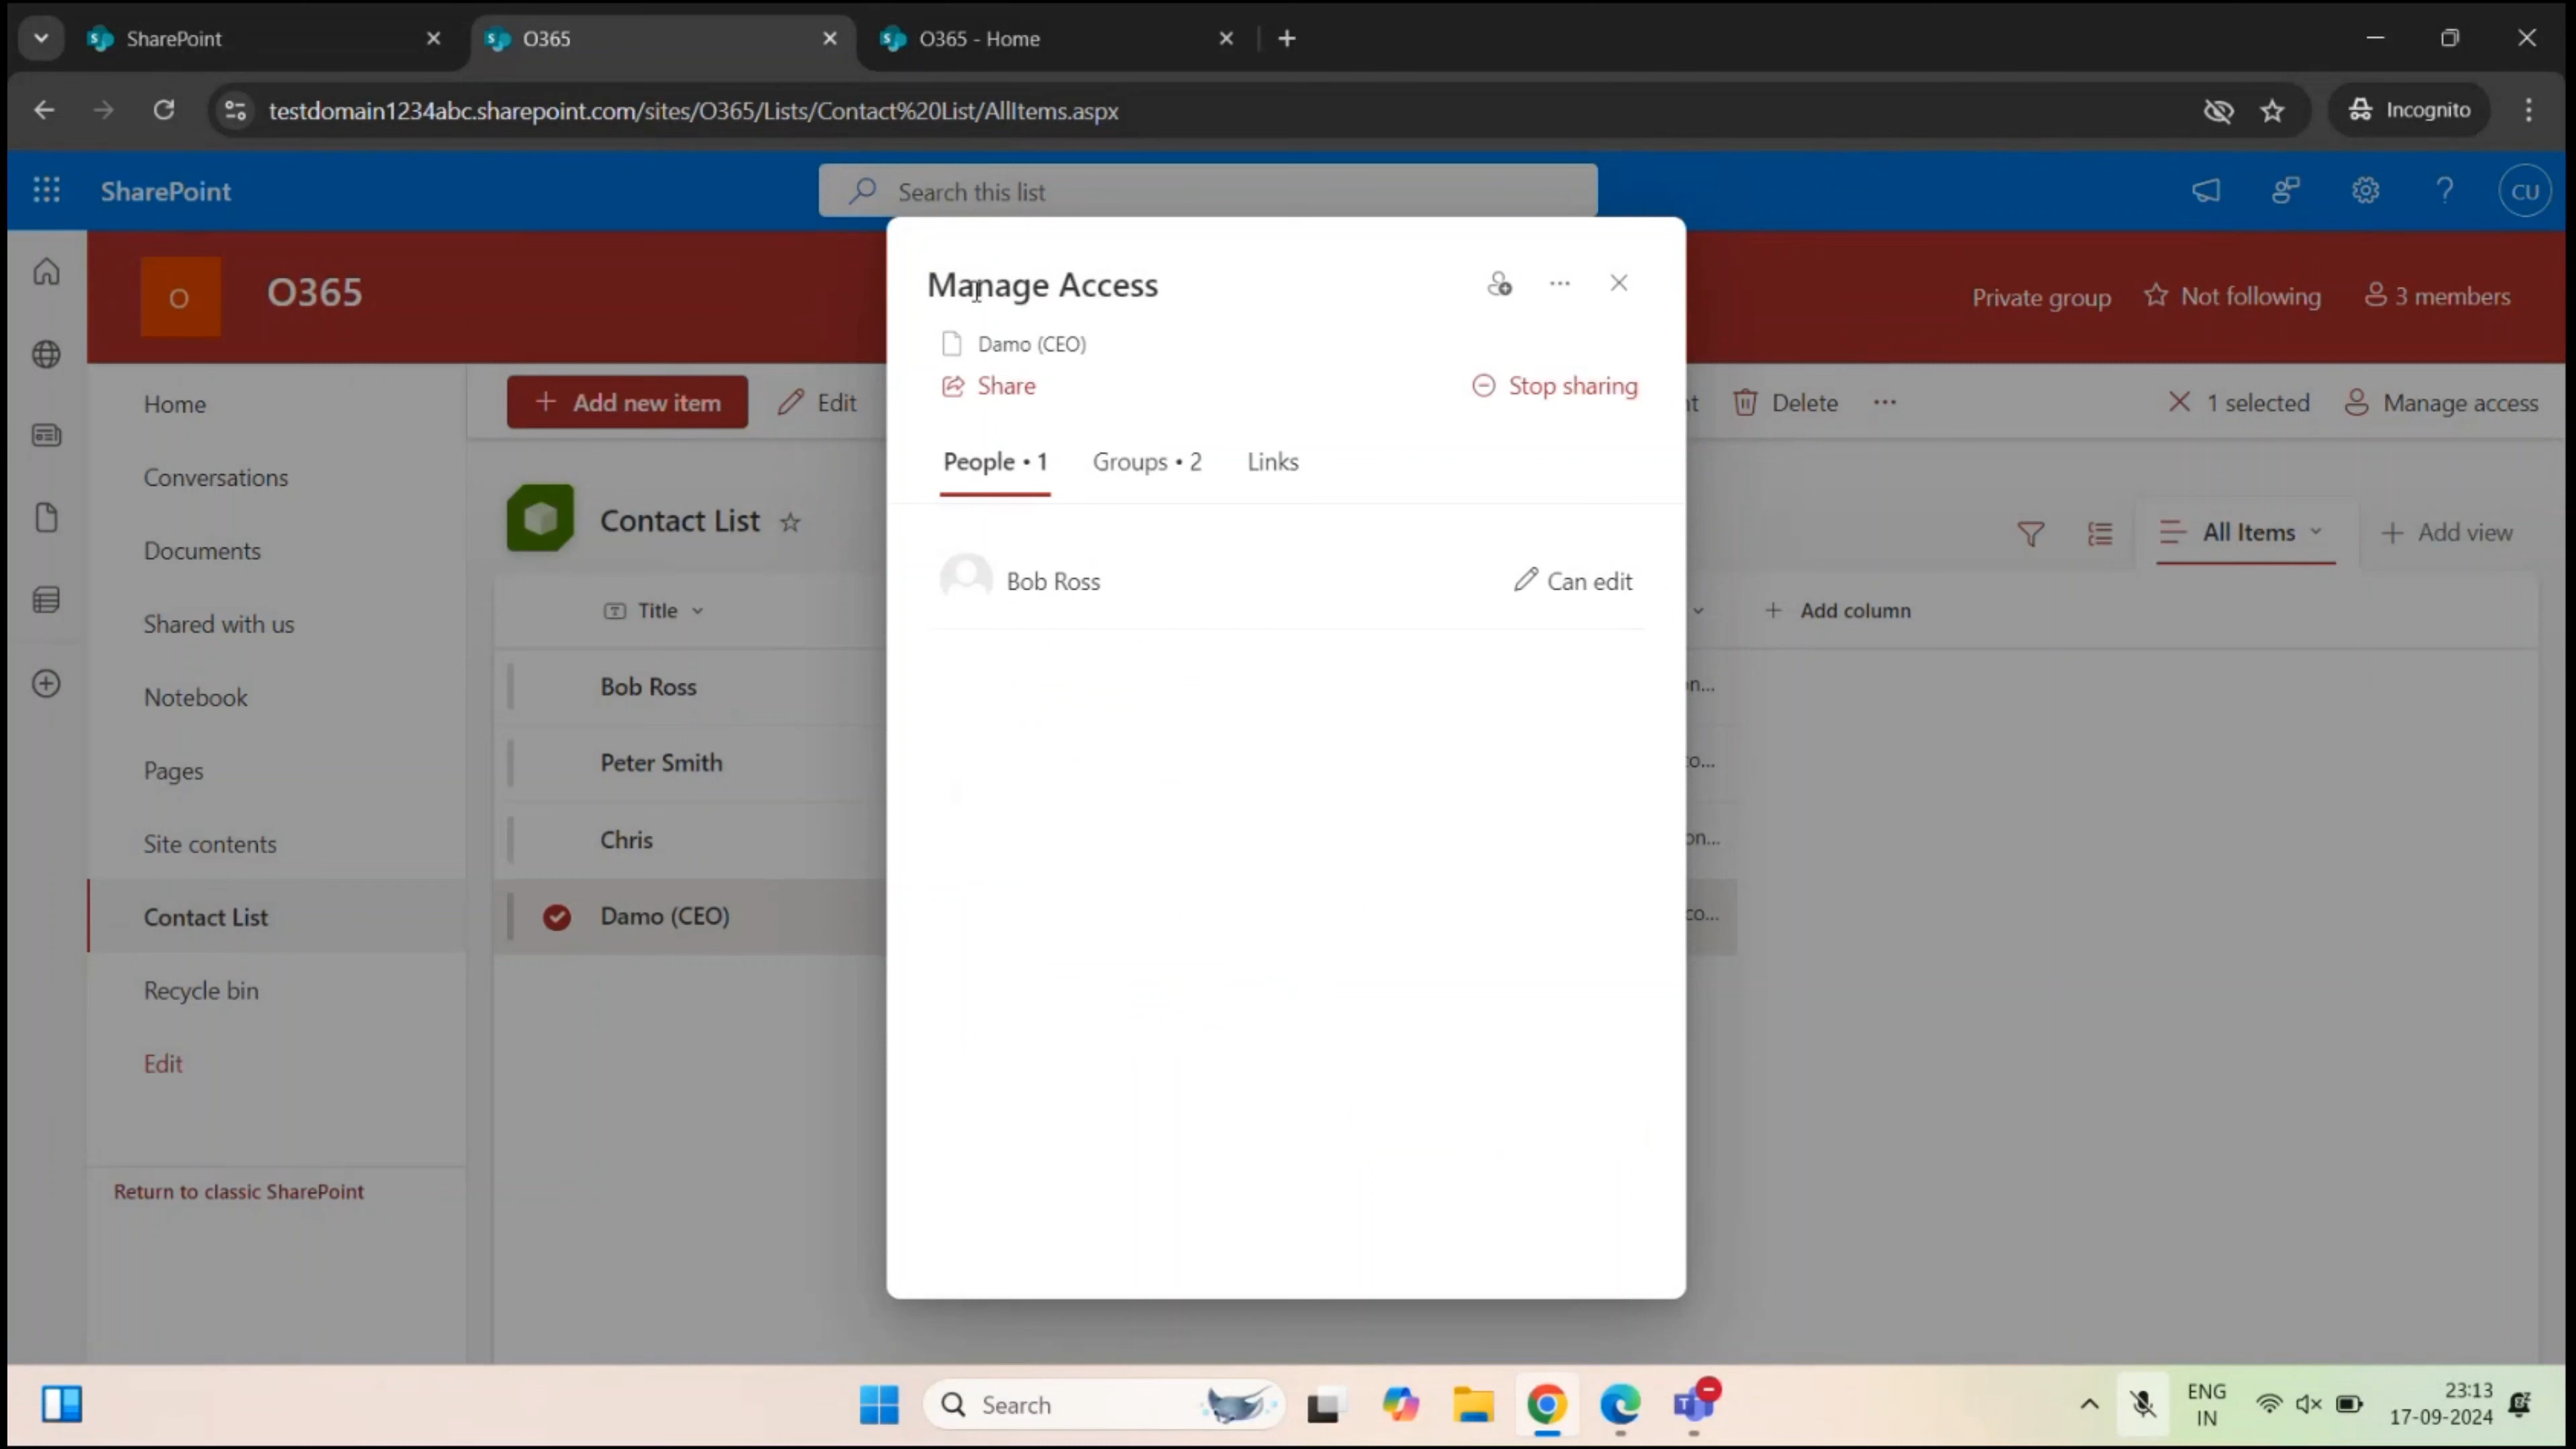 SharePoint
O365
O365 - Home
testdomain1234abc.sharepoint.com/sites/O365/Lists/Contact%20List/AllItems.aspx
Incognito
SharePoint
Search this list
CU
O
O365
Private group
Not following
3 members
Manage Access
Damo (CEO)
Share
Stop sharing
People • 1
Groups • 2
Links
Bob Ross
Can edit
Home
Conversations
Documents
Shared with us
Notebook
Pages
Site contents
Contact List
Recycle bin
Edit
Return to classic SharePoint
Add new item
Edit
Delete
1 selected
Manage access
Contact List
All Items
Add view
Title
Add column
Bob Ross
Peter Smith
Chris
Damo (CEO)
Search
ENG
IN
23:13
17-09-2024